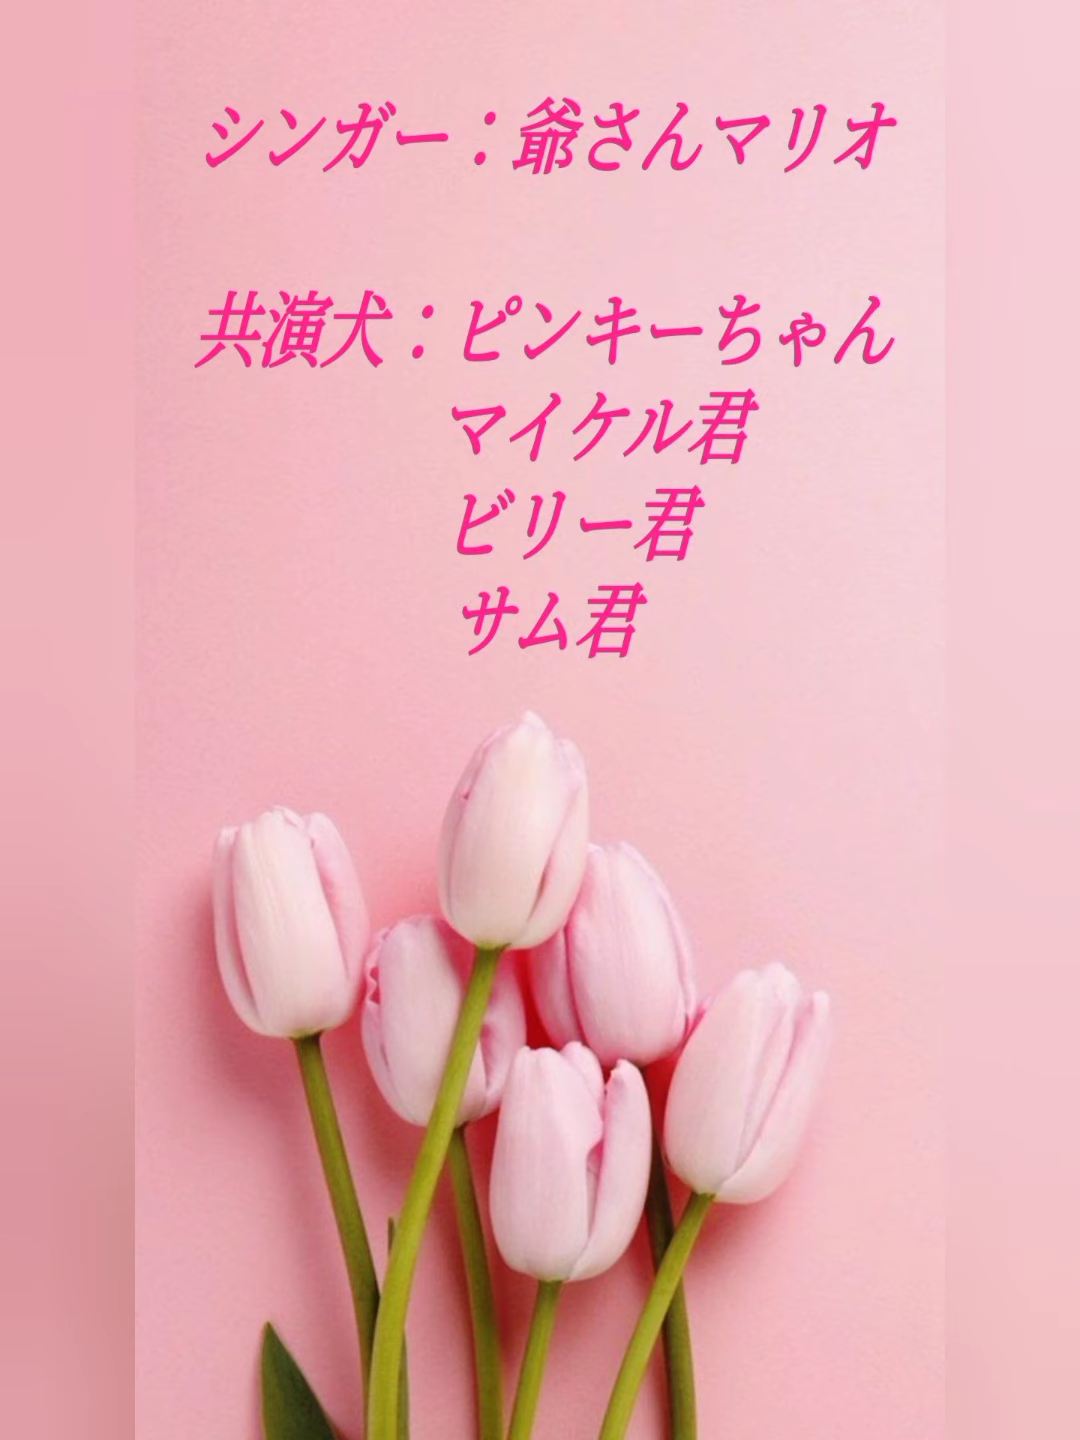 シンガー：爺さんマリオ
共演犬：ピンキーちゃん
マイケル君
ビリー君
サム君